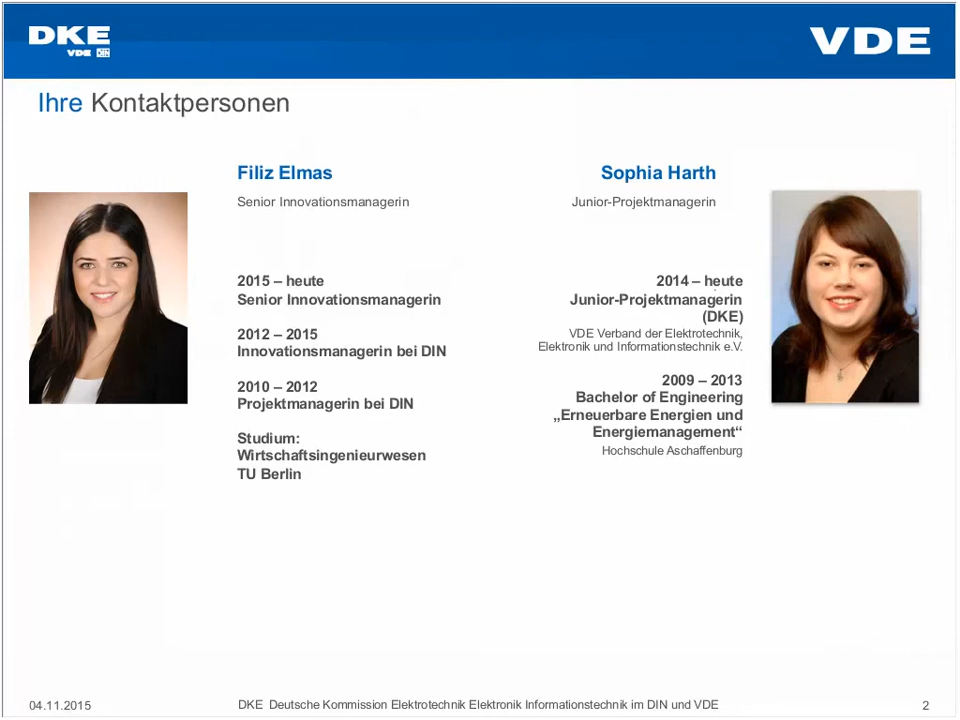 DKE
VDE DIN
VDE
Ihre Kontaktpersonen
Filiz Elmas
Senior Innovationsmanagerin
2015 – heute
Senior Innovationsmanagerin
2012 – 2015
Innovationsmanagerin bei DIN
2010 – 2012
Projektmanagerin bei DIN
Studium:
Wirtschaftsingenieurwesen
TU Berlin
Sophia Harth
Junior-Projektmanagerin
2014 – heute
Junior-Projektmanagerin
(DKE)
VDE Verband der Elektrotechnik,
Elektronik und Informationstechnik e.V.
2009 – 2013
Bachelor of Engineering
„Erneuerbare Energien und
Energiemanagement“
Hochschule Aschaffenburg
04.11.2015
DKE Deutsche Kommission Elektrotechnik Elektronik Informationstechnik im DIN und VDE
2